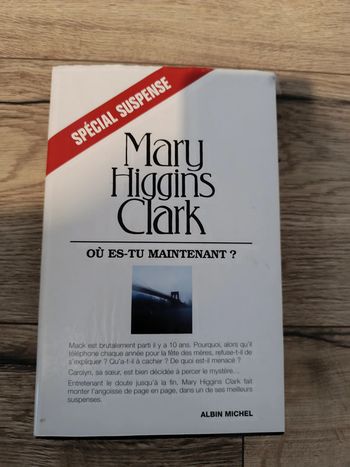 SPÉCIAL SUSPENSE
Mary
Higgins
Clark
OÙ ES-TU MAINTENANT ?
Mack est brutalement parti il y a 10 ans. Pourquoi, alors qu'il
téléphone chaque année pour la fête des mères, refuse-t-il de
s'expliquer ? Qu'a-t-il à cacher ? De quoi est-il menacé ?
Carolyn, sa sœur, est bien décidée à percer le mystère...
Entretenant le doute jusqu'à la fin, Mary Higgins Clark fait
monter l'angoisse de page en page, dans un de ses meilleurs
suspenses.
ALBIN MICHEL